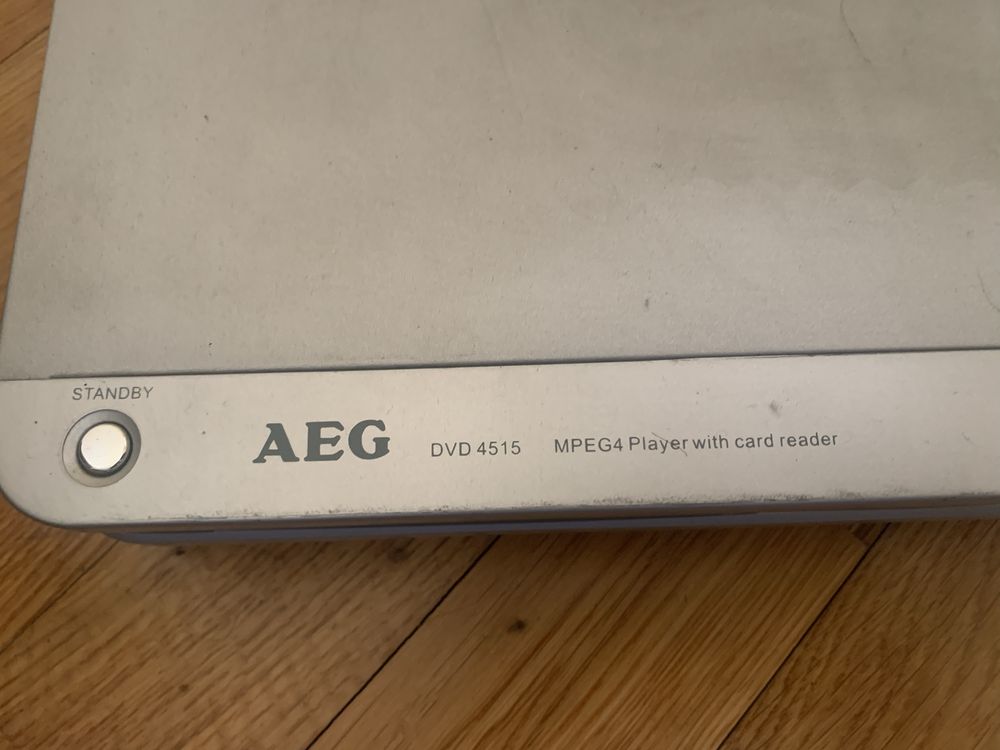 STANDBY
AEG DVD 4515 MPEG4 Player with card reader